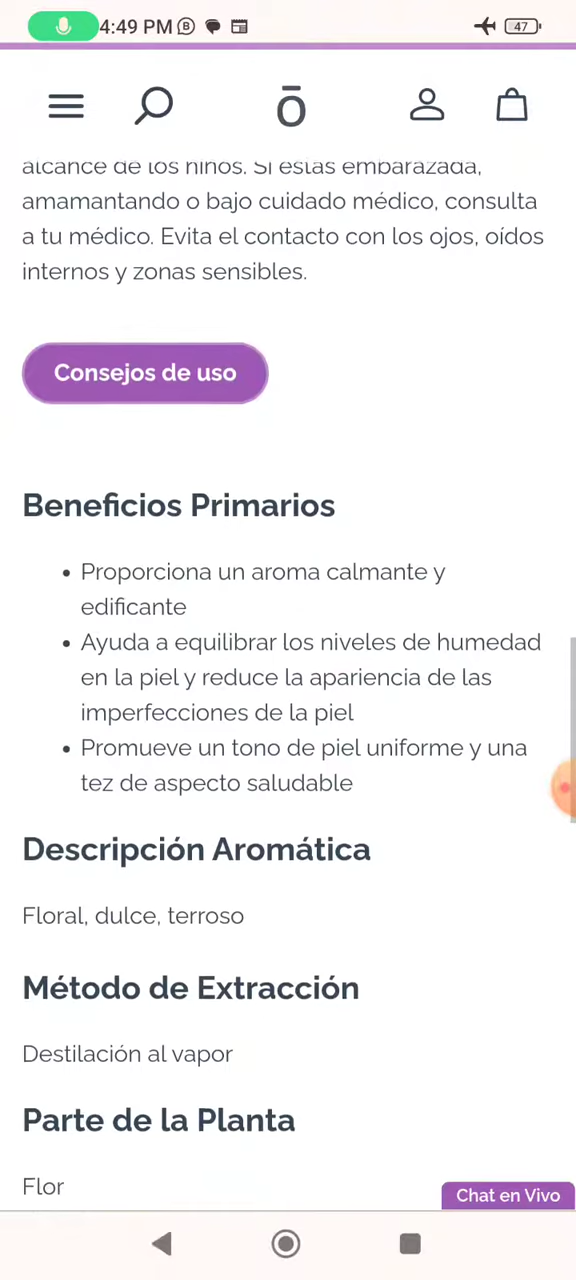 4:49 PM
47
ō
alcance de los niños. Si estás embarazada,
amamantando o bajo cuidado médico, consulta
a tu médico. Evita el contacto con los ojos, oídos
internos y zonas sensibles.
Consejos de uso
Beneficios Primarios
• Proporciona un aroma calmante y
edificante
• Ayuda a equilibrar los niveles de humedad
en la piel y reduce la apariencia de las
imperfecciones de la piel
• Promueve un tono de piel uniforme y una
tez de aspecto saludable
Descripción Aromática
Floral, dulce, terroso
Método de Extracción
Destilación al vapor
Parte de la Planta
Flor
Chat en Vivo